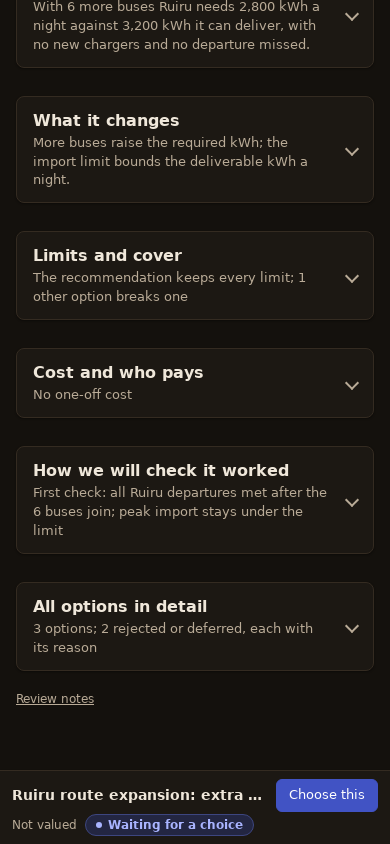 With 6 more buses Ruiru needs 2,800 kWh a
night against 3,200 kWh it can deliver, with
no new chargers and no departure missed.
What it changes
More buses raise the required kWh; the
import limit bounds the deliverable kWh a
night.
Limits and cover
The recommendation keeps every limit; 1
other option breaks one
Cost and who pays
No one-off cost
How we will check it worked
First check: all Ruiru departures met after the
6 buses join; peak import stays under the
limit
All options in detail
3 options; 2 rejected or deferred, each with
its reason
Review notes
Ruiru route expansion: extra ...
Choose this
Not valued
Waiting for a choice